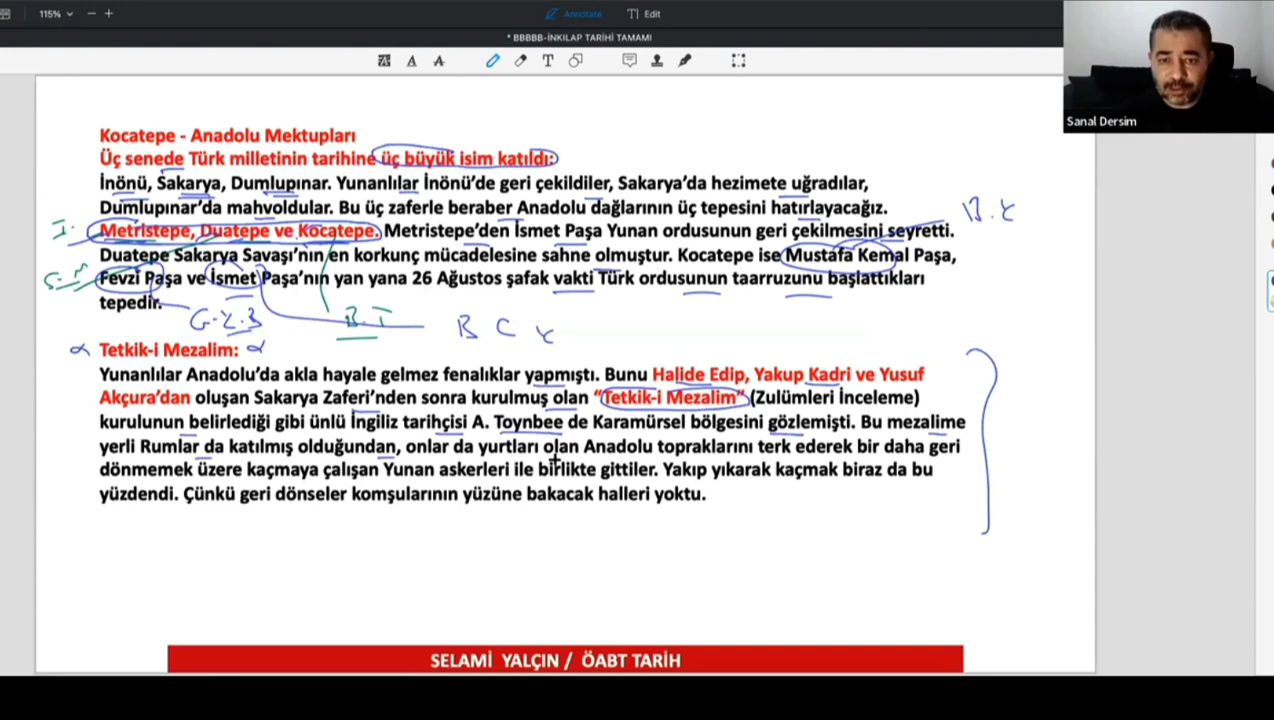 115%
Annotate
Edit
* BBBBB-İNKILAP TARİHİ TAMAMI
Sanal Dersim
Kocatepe - Anadolu Mektupları
Üç senede Türk milletinin tarihine üç büyük isim katıldı:
İnönü, Sakarya, Dumlupınar. Yunanlılar İnönü'de geri çekildiler, Sakarya'da hezimete uğradılar,
Dumlupınar'da mahvoldular. Bu üç zaferle beraber Anadolu dağlarının üç tepesini hatırlayacağız.
B.K
I.
Metristepe, Duatepe ve Kocatepe. Metristepe'den İsmet Paşa Yunan ordusunun geri çekilmesini seyretti.
Duatepe Sakarya Savaşı'nın en korkunç mücadelesine sahne olmuştur. Kocatepe ise Mustafa Kemal Paşa,
S.M
Fevzi Paşa ve İsmet Paşa'nın yan yana 26 Ağustos şafak vakti Türk ordusunun taarruzunu başlattıkları
tepedir.
G.K.B
B.T
B C K
Tetkik-i Mezalim:
Yunanlılar Anadolu'da akla hayale gelmez fenalıklar yapmıştı. Bunu Halide Edip, Yakup Kadri ve Yusuf
Akçura'dan oluşan Sakarya Zaferi'nden sonra kurulmuş olan "Tetkik-i Mezalim" (Zulümleri İnceleme)
kurulunun belirlediği gibi ünlü İngiliz tarihçisi A. Toynbee de Karamürsel bölgesini gözlemişti. Bu mezalime
yerli Rumlar da katılmış olduğundan, onlar da yurtları olan Anadolu topraklarını terk ederek bir daha geri
dönmemek üzere kaçmaya çalışan Yunan askerleri ile birlikte gittiler. Yakıp yıkarak kaçmak biraz da bu
yüzdendi. Çünkü geri dönseler komşularının yüzüne bakacak halleri yoktu.
SELAMİ YALÇIN / ÖABT TARİH